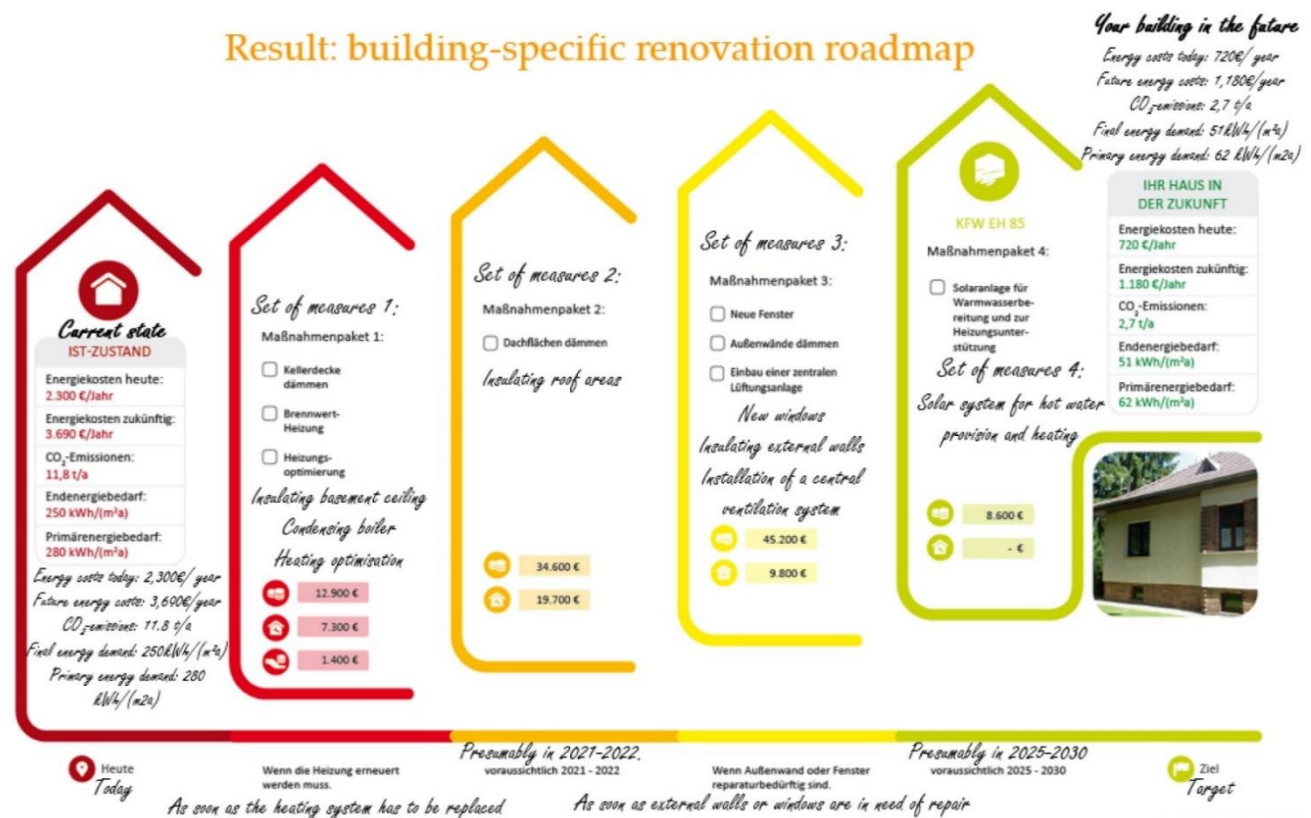 Result: building-specific renovation roadmap
Your building in the future
Energy costs today: 720€/ year
Future energy costs: 1,180€/year
CO₂-emissions: 2,7 t/a
Final energy demand: 51kWh/(m²a)
Primary energy demand: 62 kWh/(m2a)
IHR HAUS IN
DER ZUKUNFT
Energiekosten heute:
720 €/Jahr
Energiekosten zukünftig:
1.180 €/Jahr
CO₂-Emissionen:
2,7 t/a
Endenergiebedarf:
51 kWh/(m²a)
Primärenergiebedarf:
62 kWh/(m²a)
Current state
IST-ZUSTAND
Energiekosten heute:
2.300 €/Jahr
Energiekosten zukünftig:
3.690 €/Jahr
CO₂-Emissionen:
11,8 t/a
Endenergiebedarf:
250 kWh/(m²a)
Primärenergiebedarf:
280 kWh/(m²a)
Energy costs today: 2,300€/ year
Future energy costs: 3,690€/year
CO₂-emissions: 11.8 t/a
Final energy demand: 250kWh/(m²a)
Primary energy demand: 280
kWh/(m2a)
Set of measures 1:
Maßnahmenpaket 1:
Kellerdecke
dämmen
Brennwert-
Heizung
Heizungs-
optimierung
Insulating basement ceiling
Condensing boiler
Heating optimisation
12.900 €
7.300 €
1.400 €
Set of measures 2:
Maßnahmenpaket 2:
Dachflächen dämmen
Insulating roof areas
34.600 €
19.700 €
Set of measures 3:
Maßnahmenpaket 3:
Neue Fenster
Außenwände dämmen
Einbau einer zentralen
Lüftungsanlage
New windows
Insulating external walls
Installation of a central
ventilation system
45.200 €
9.800 €
KFW EH 85
Maßnahmenpaket 4:
Solaranlage für
Warmwasserbe-
reitung und zur
Heizungsunter-
stützung
Set of measures 4:
Solar system for hot water
provision and heating
8.600 €
- €
Heute
Today
Wenn die Heizung erneuert
werden muss.
As soon as the heating system has to be replaced
Presumably in 2021-2022.
voraussichtlich 2021 - 2022
Wenn Außenwand oder Fenster
reparaturbedürftig sind.
As soon as external walls or windows are in need of repair
Presumably in 2025-2030
voraussichtlich 2025 - 2030
Ziel
Target